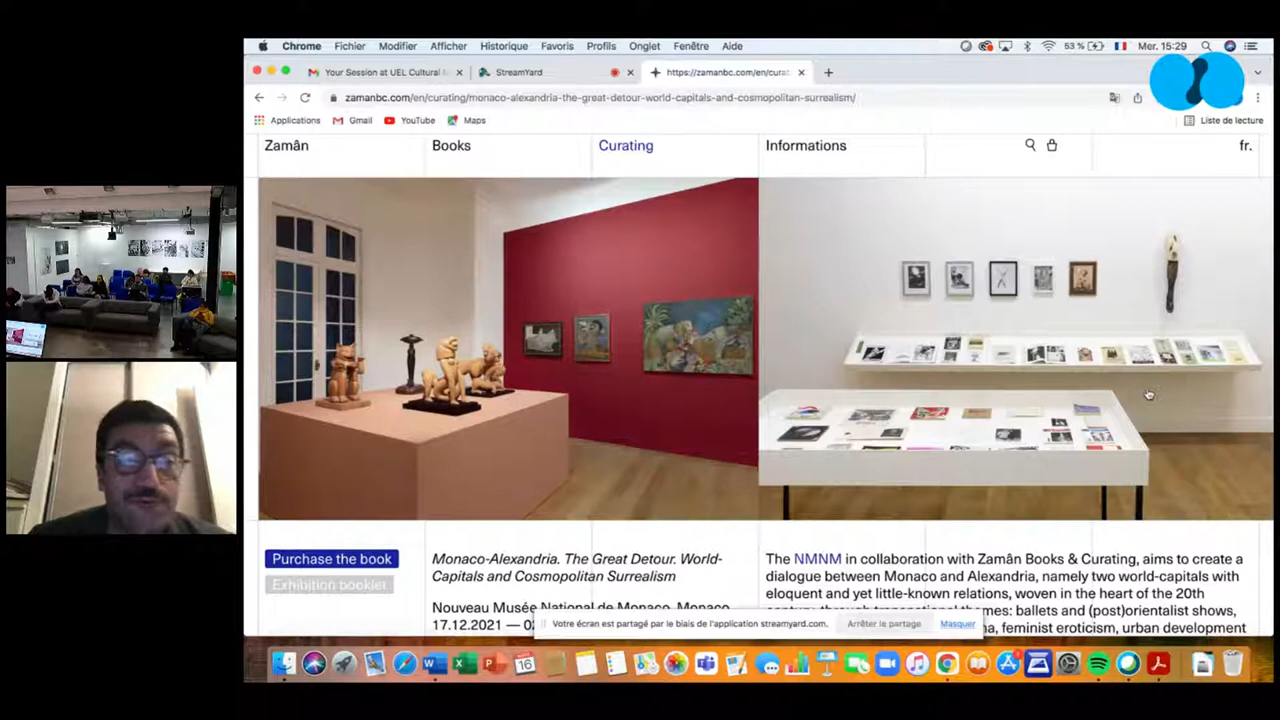 Chrome Fichier Modifier Afficher Historique Favoris Profils Onglet Fenêtre Aide 53 % Mer. 15:29
Your Session at UEL Cultural StreamYard https://zamanbc.com/en/curat
zamanbc.com/en/curating/monaco-alexandria-the-great-detour-world-capitals-and-cosmopolitan-surrealism/
Applications Gmail YouTube Maps Liste de lecture
Zamân Books Curating Informations fr.
Purchase the book
Exhibition booklet
Monaco-Alexandria. The Great Detour. World-
Capitals and Cosmopolitan Surrealism
Nouveau Musée National de Monaco, Monaco
17.12.2021 —
The NMNM in collaboration with Zamân Books & Curating, aims to create a
dialogue between Monaco and Alexandria, namely two world-capitals with
eloquent and yet little-known relations, woven in the heart of the 20th
century through transnational themes: ballets and (post)orientalist shows,
feminist eroticism, urban development
Votre écran est partagé par le biais de l'application streamyard.com. Arrêter le partage Masquer
16